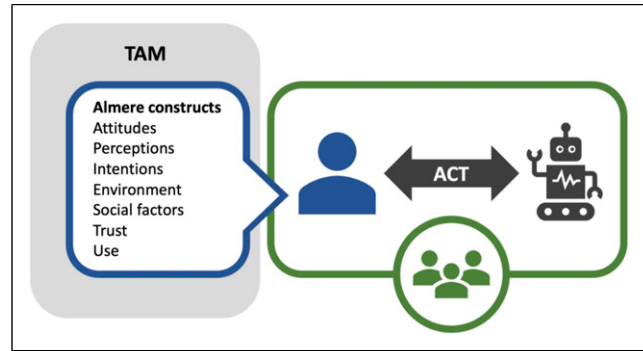 TAM
Almere constructs
Attitudes
Perceptions
Intentions
Environment
Social factors
Trust
Use
ACT